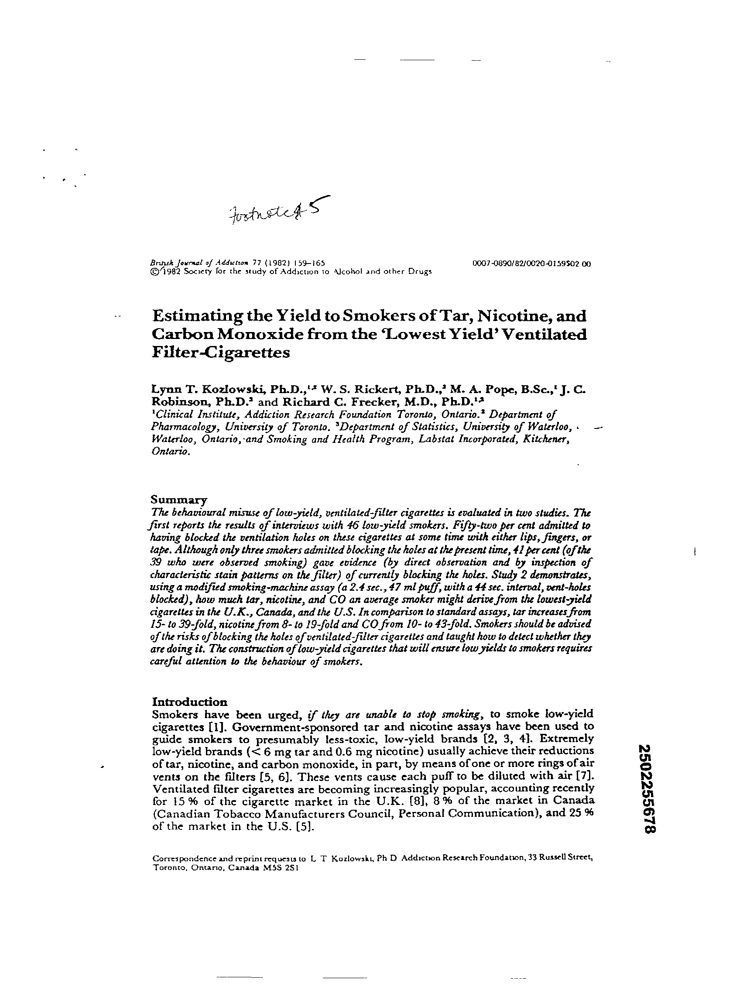 footnote 45
British Journal of Addiction 77 (1982) 159–165
© 1982 Society for the study of Addiction to Alcohol and other Drugs
0007-0890/82/0020-0159$02 00
Estimating the Yield to Smokers of Tar, Nicotine, and
Carbon Monoxide from the ‘Lowest Yield’ Ventilated
Filter-Cigarettes
Lynn T. Kozlowski, Ph.D.,¹,² W. S. Rickert, Ph.D.,³ M. A. Pope, B.Sc.,¹ J. C.
Robinson, Ph.D.³ and Richard C. Frecker, M.D., Ph.D.¹,²
¹Clinical Institute, Addiction Research Foundation Toronto, Ontario. ² Department of
Pharmacology, University of Toronto. ³Department of Statistics, University of Waterloo,
Waterloo, Ontario, and Smoking and Health Program, Labstat Incorporated, Kitchener,
Ontario.
Summary
The behavioural misuse of low-yield, ventilated-filter cigarettes is evaluated in two studies. The
first reports the results of interviews with 46 low-yield smokers. Fifty-two per cent admitted to
having blocked the ventilation holes on these cigarettes at some time with either lips, fingers, or
tape. Although only three smokers admitted blocking the holes at the present time, 41 per cent (of the
39 who were observed smoking) gave evidence (by direct observation and by inspection of
characteristic stain patterns on the filter) of currently blocking the holes. Study 2 demonstrates,
using a modified smoking-machine assay (a 2.4 sec., 47 ml puff, with a 44 sec. interval, vent-holes
blocked), how much tar, nicotine, and CO an average smoker might derive from the lowest-yield
cigarettes in the U.K., Canada, and the U.S. In comparison to standard assays, tar increases from
15- to 39-fold, nicotine from 8- to 19-fold and CO from 10- to 43-fold. Smokers should be advised
of the risks of blocking the holes of ventilated-filter cigarettes and taught how to detect whether they
are doing it. The construction of low-yield cigarettes that will ensure low yields to smokers requires
careful attention to the behaviour of smokers.
Introduction
Smokers have been urged, if they are unable to stop smoking, to smoke low-yield
cigarettes [1]. Government-sponsored tar and nicotine assays have been used to
guide smokers to presumably less-toxic, low-yield brands [2, 3, 4]. Extremely
low-yield brands (< 6 mg tar and 0.6 mg nicotine) usually achieve their reductions
of tar, nicotine, and carbon monoxide, in part, by means of one or more rings of air
vents on the filters [5, 6]. These vents cause each puff to be diluted with air [7].
Ventilated filter cigarettes are becoming increasingly popular, accounting recently
for 15 % of the cigarette market in the U.K. [8], 8 % of the market in Canada
(Canadian Tobacco Manufacturers Council, Personal Communication), and 25 %
of the market in the U.S. [5].
Correspondence and reprint requests to L T Kozlowski, Ph D Addiction Research Foundation, 33 Russell Street,
Toronto, Ontario, Canada M5S 2S1
2502255678